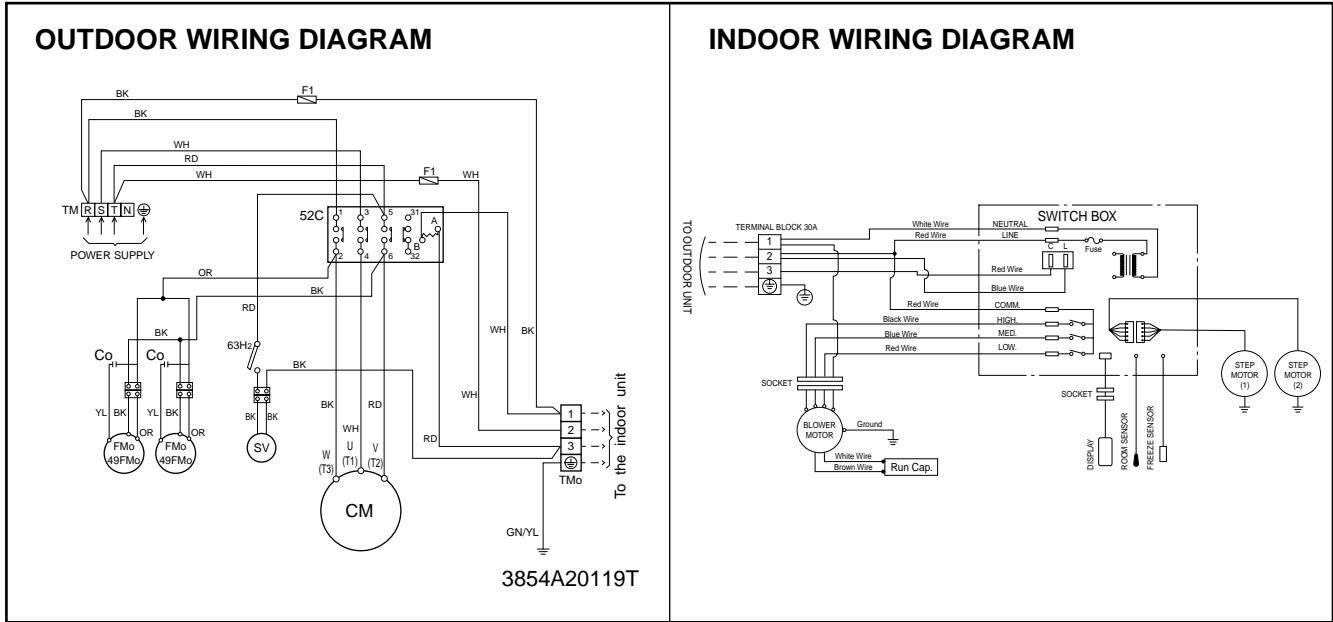 OUTDOOR WIRING DIAGRAM
BK
F1
BK
WH
RD
WH
F1
WH
TM R S T N
POWER SUPPLY
52C
1 3 5 31
A
B
2 4 6 32
OR
BK
RD
BK
Co Co
63H2
BK
YL BK OR YL BK OR
BK BK
FMo
49FMo
FMo
49FMo
SV
BK WH RD
W
(T3)
U
(T1)
V
(T2)
CM
WH BK
WH
RD
1
2
3
TMo
To the indoor unit
GN/YL
3854A20119T
INDOOR WIRING DIAGRAM
TO OUTDOOR UNIT
TERMINAL BLOCK 30A
1
2
3
SWITCH BOX
White Wire NEUTRAL
Red Wire LINE
Fuse
C L
Red Wire
Blue Wire
Red Wire COMM.
Black Wire HIGH.
Blue Wire MED.
Red Wire LOW.
SOCKET
BLOWER
MOTOR
Ground
White Wire
Brown Wire
Run Cap.
SOCKET
DISPLAY
ROOM SENSOR
FREEZE SENSOR
STEP
MOTOR
(1)
STEP
MOTOR
(2)